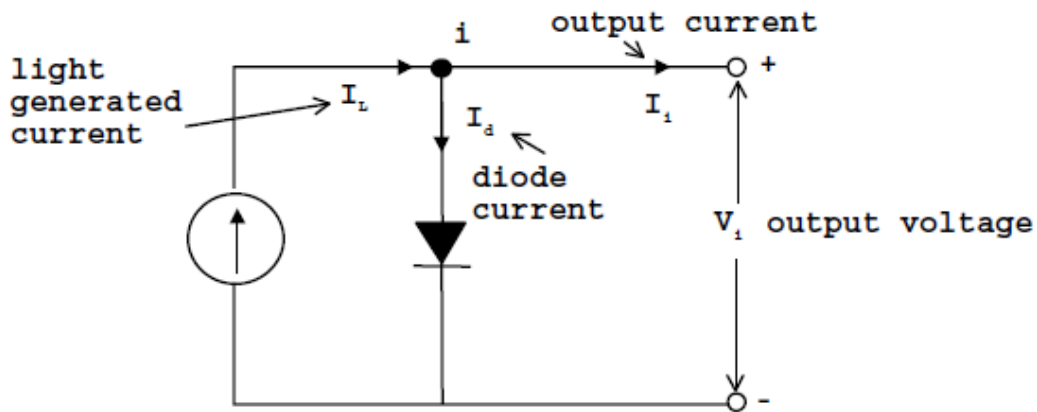 output current
i
+
light
generated
current
I_L
I_d
I_i
diode
current
V_i output voltage
-